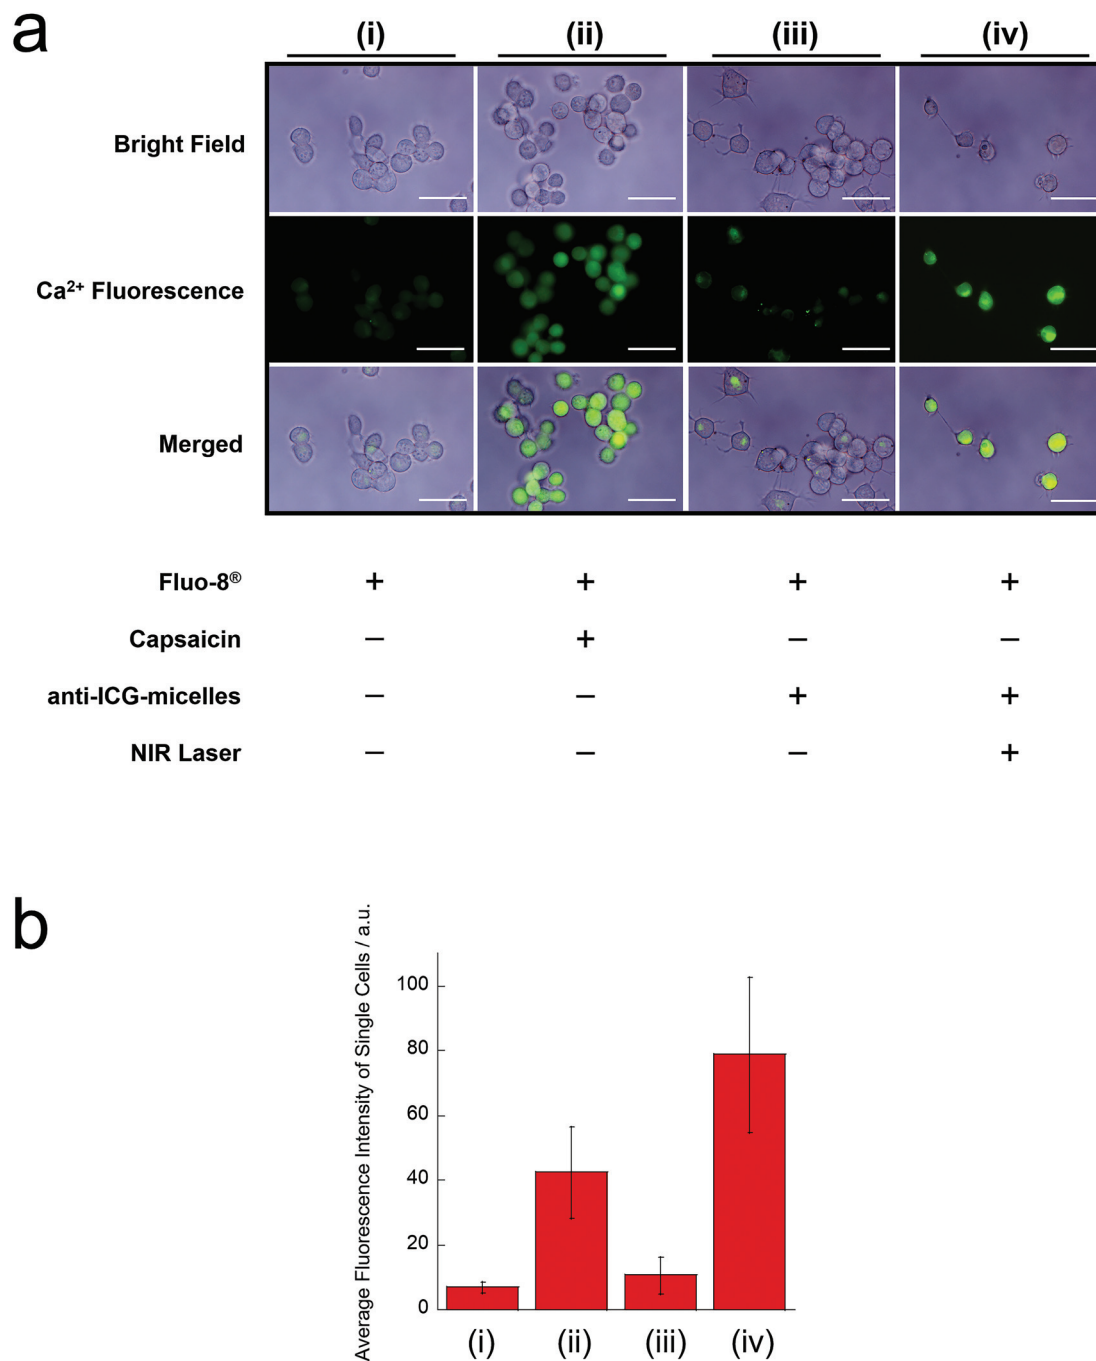 a
(i) (ii) (iii) (iv)
Bright Field
Ca²⁺ Fluorescence
Merged
Fluo-8® + + + +
Capsaicin − + − −
anti-ICG-micelles − − + +
NIR Laser − − − +
b
Average Fluorescence Intensity of Single Cells / a.u.
100
80
60
40
20
0
(i) (ii) (iii) (iv)